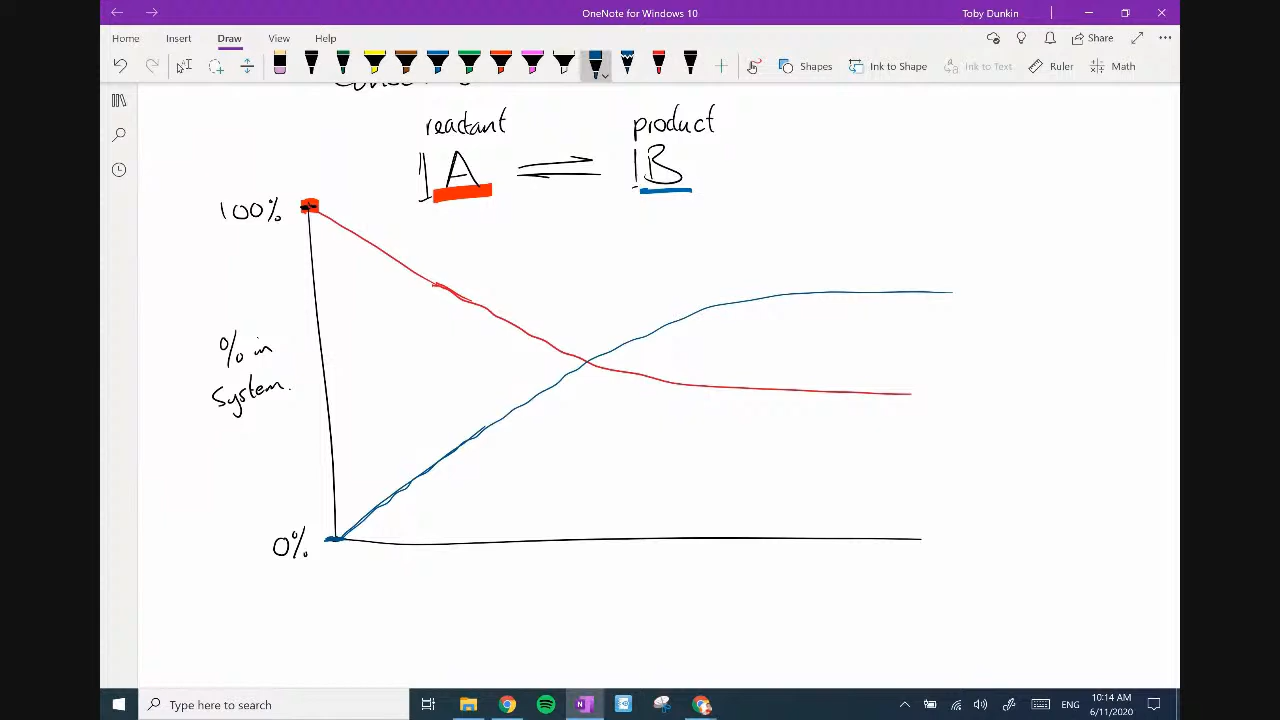 OneNote for Windows 10
Toby Dunkin
Home Insert Draw View Help
Share
Shapes Ink to Shape Ink to Text Ruler Math
reactant product
1A ⇌ 1B
100%
% in
system.
0%
Type here to search
ENG
10:14 AM
6/11/2020